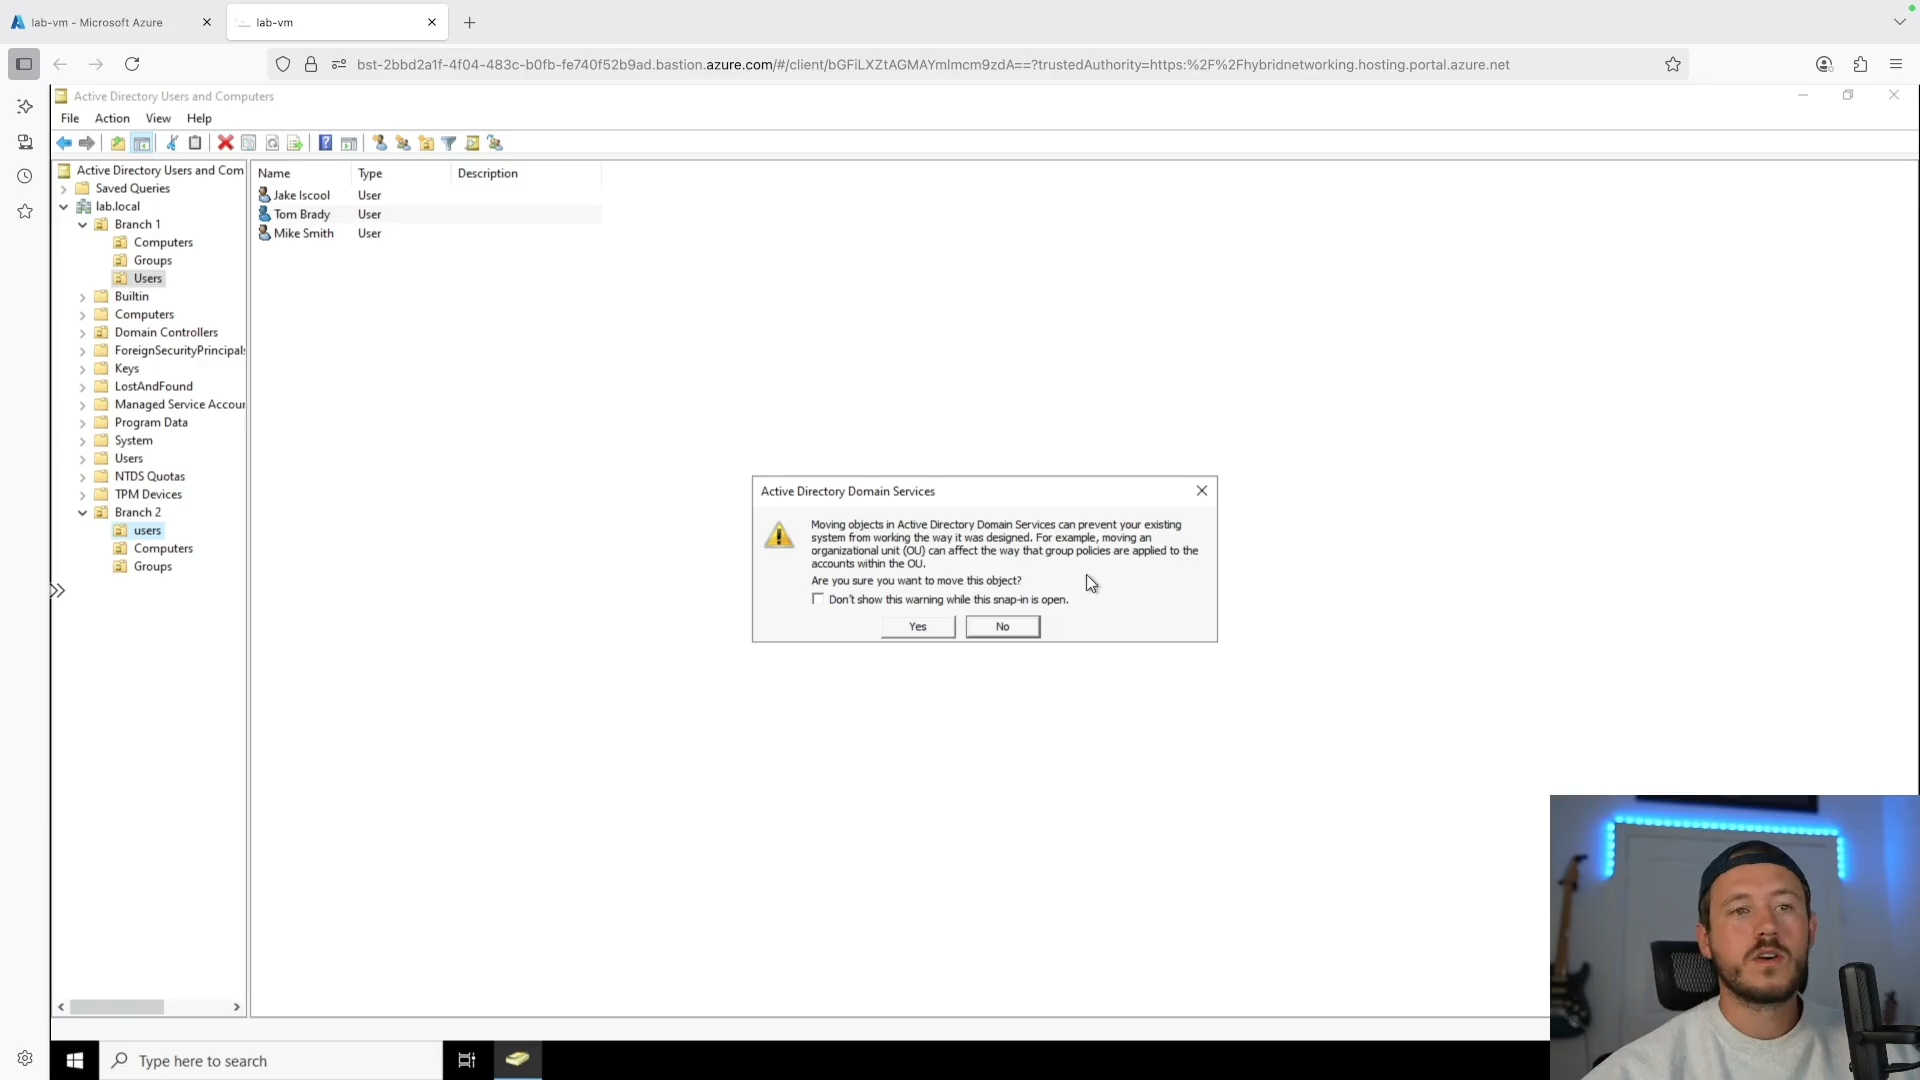 lab-vm - Microsoft Azure
lab-vm
bst-2bbd2a1f-4f04-483c-b0fb-fe740f52b9ad.bastion.azure.com/#/client/bGFiLXZtAGMAYmlmcm9zdA==?trustedAuthority=https:%2F%2Fhybridnetworking.hosting.portal.azure.net
Active Directory Users and Computers
File Action View Help
Active Directory Users and Com
Saved Queries
lab.local
Branch 1
Computers
Groups
Users
Builtin
Computers
Domain Controllers
ForeignSecurityPrincipals
Keys
LostAndFound
Managed Service Accour
Program Data
System
Users
NTDS Quotas
TPM Devices
Branch 2
users
Computers
Groups
Name Type Description
Jake Iscool User
Tom Brady User
Mike Smith User
Active Directory Domain Services
Moving objects in Active Directory Domain Services can prevent your existing
system from working the way it was designed. For example, moving an
organizational unit (OU) can affect the way that group policies are applied to the
accounts within the OU.
Are you sure you want to move this object?
Don't show this warning while this snap-in is open.
Yes No
Type here to search